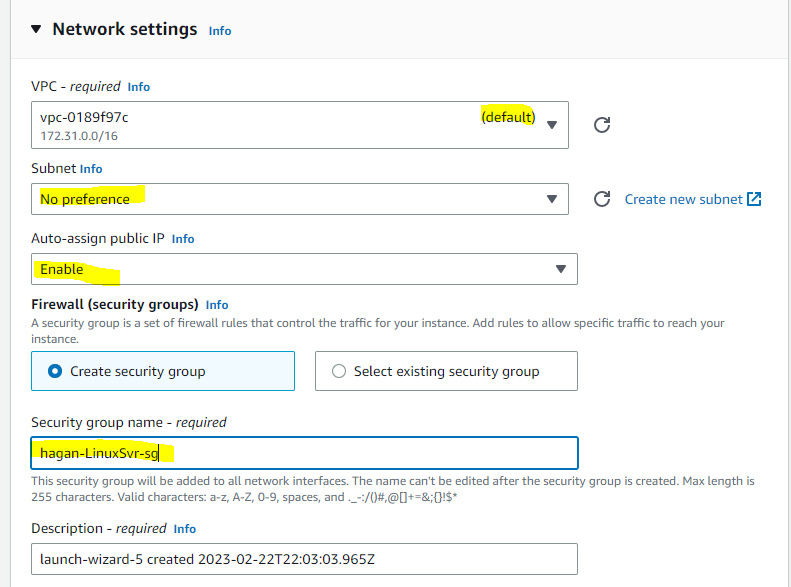 Network settings Info
VPC - required Info
vpc-0189f97c (default)
172.31.0.0/16
Subnet Info
No preference
Create new subnet
Auto-assign public IP Info
Enable
Firewall (security groups) Info
A security group is a set of firewall rules that control the traffic for your instance. Add rules to allow specific traffic to reach your
instance.
Create security group
Select existing security group
Security group name - required
hagan-LinuxSvr-sg
This security group will be added to all network interfaces. The name can't be edited after the security group is created. Max length is
255 characters. Valid characters: a-z, A-Z, 0-9, spaces, and ._-:/()#,@[]+=&;{}!$*
Description - required Info
launch-wizard-5 created 2023-02-22T22:03:03.965Z